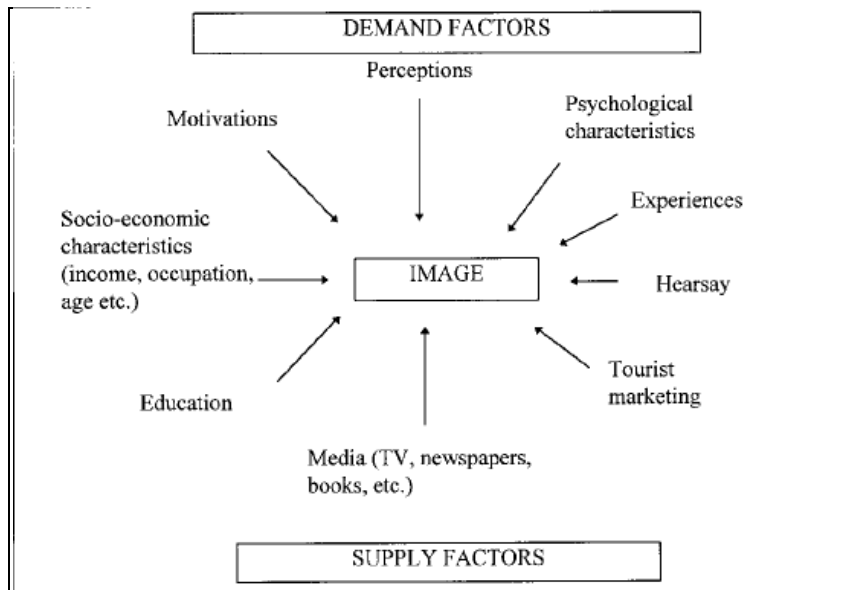 DEMAND FACTORS
Perceptions
Psychological
characteristics
Motivations
Experiences
Socio-economic
characteristics
(income, occupation,
age etc.)
IMAGE
Hearsay
Tourist
marketing
Education
Media (TV, newspapers,
books, etc.)
SUPPLY FACTORS